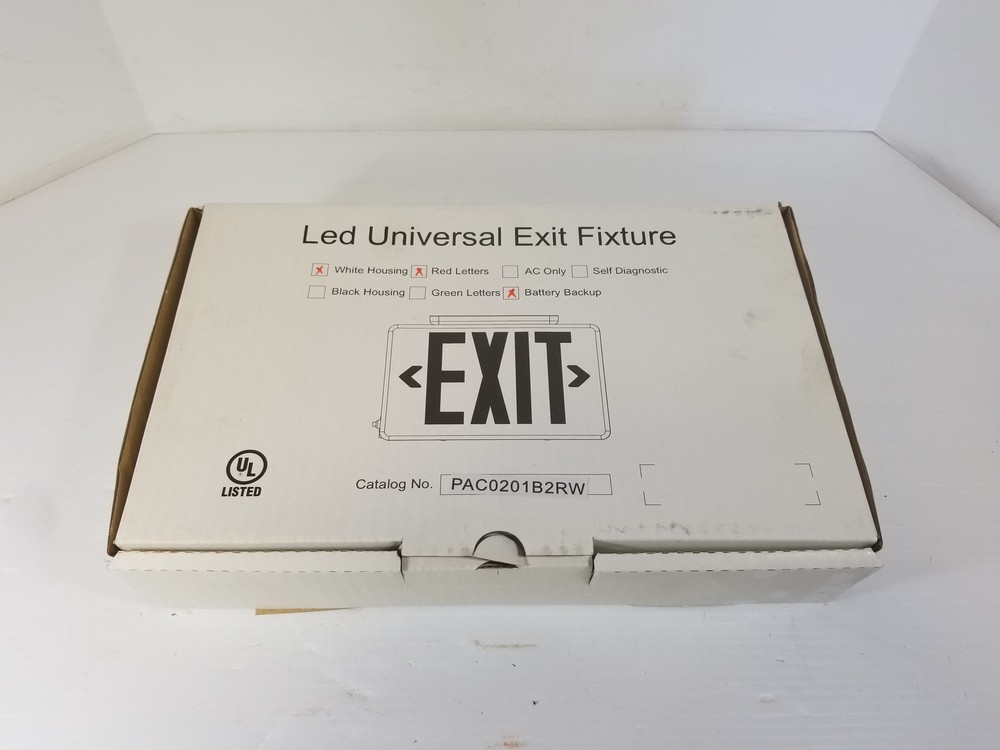 Led Universal Exit Fixture
White Housing Red Letters AC Only Self Diagnostic
Black Housing Green Letters Battery Backup
EXIT
UL
LISTED
Catalog No. PAC0201B2RW